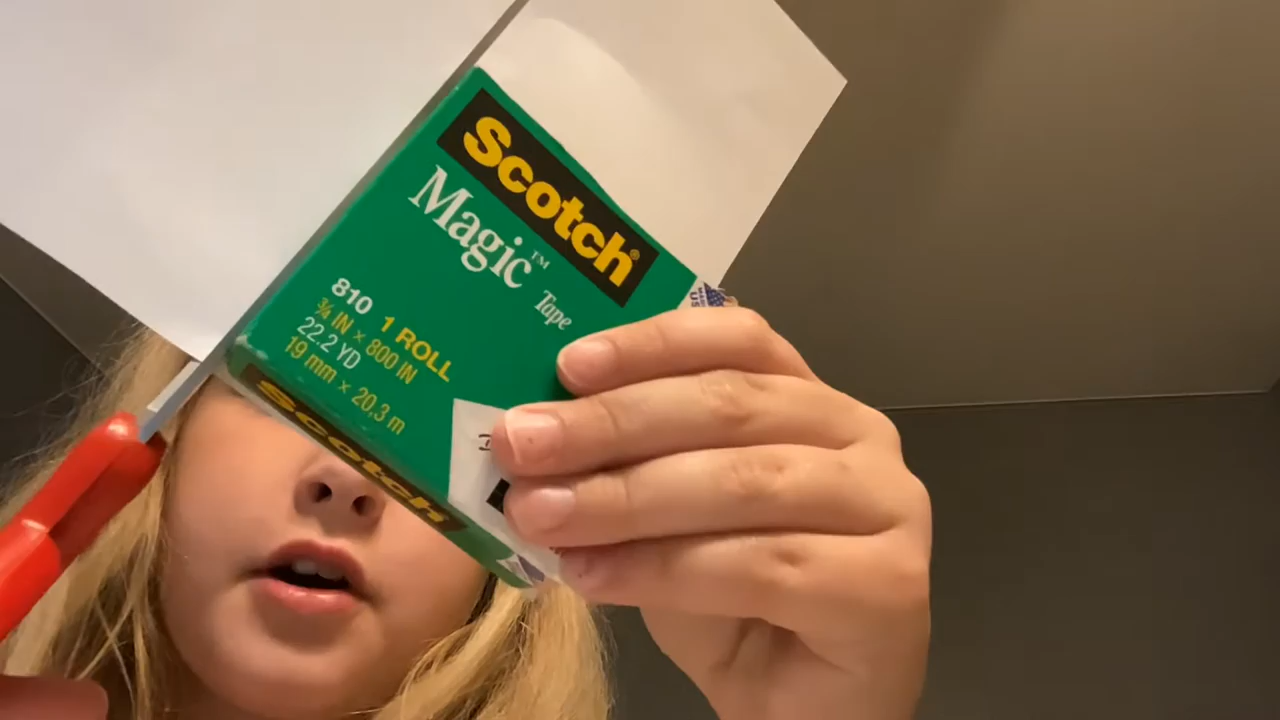 Scotch®
Magic™
Tape
810 1 ROLL
¾ IN × 800 IN
22.2 YD
19 mm × 20,3 m
Scotch